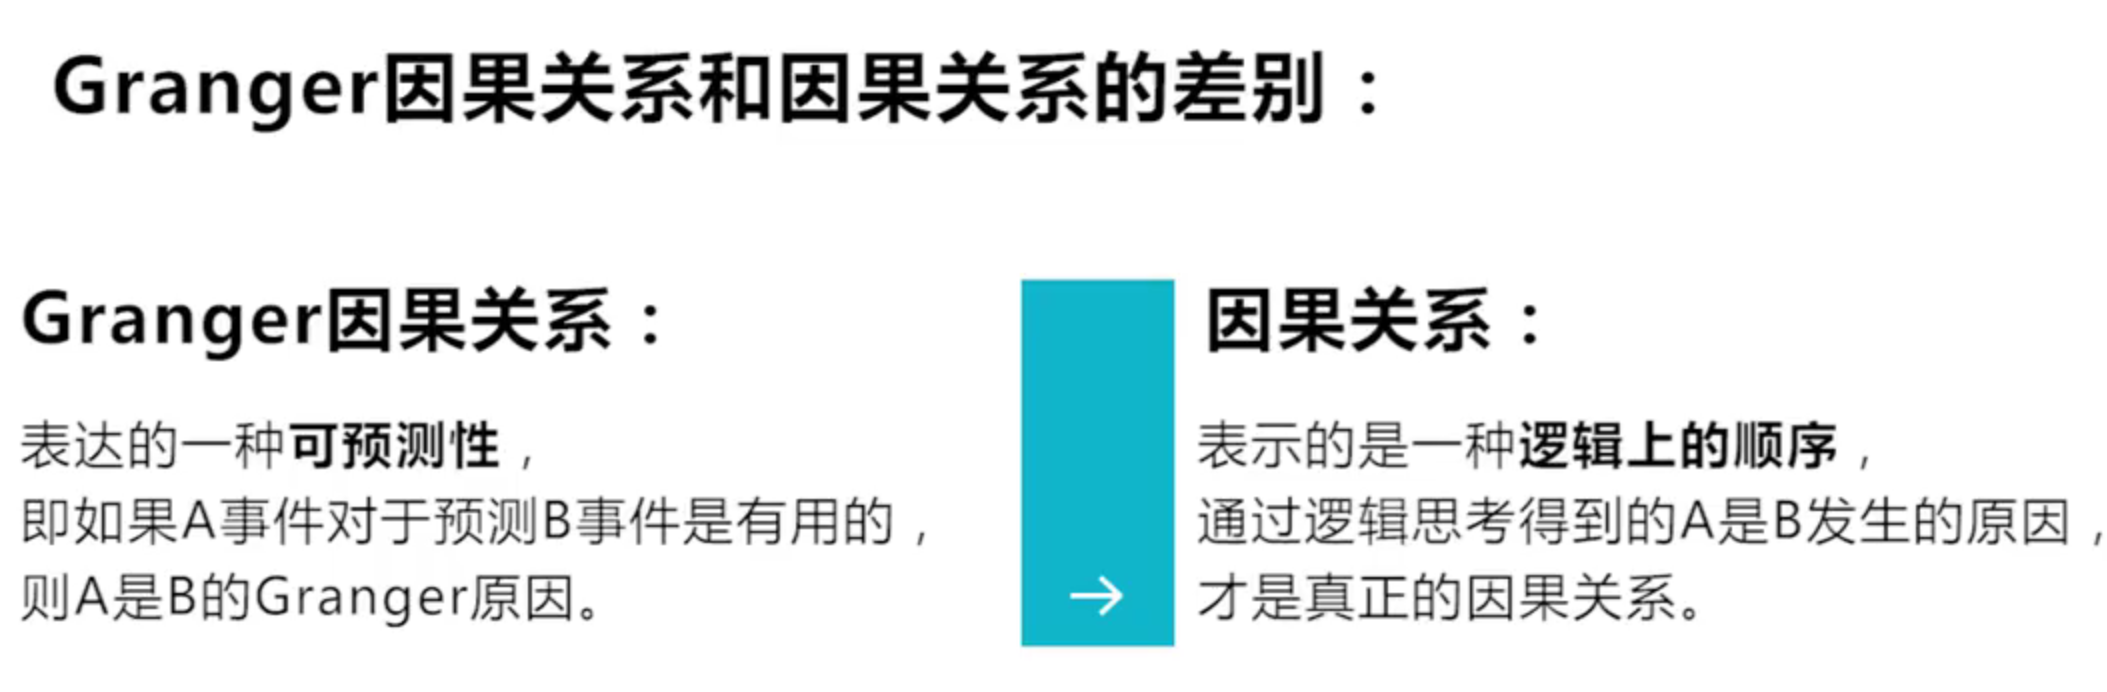 Granger因果关系和因果关系的差别：
Granger因果关系：
表达的一种可预测性，
即如果A事件对于预测B事件是有用的，
则A是B的Granger原因。
因果关系：
表示的是一种逻辑上的顺序，
通过逻辑思考得到的A是B发生的原因，
才是真正的因果关系。